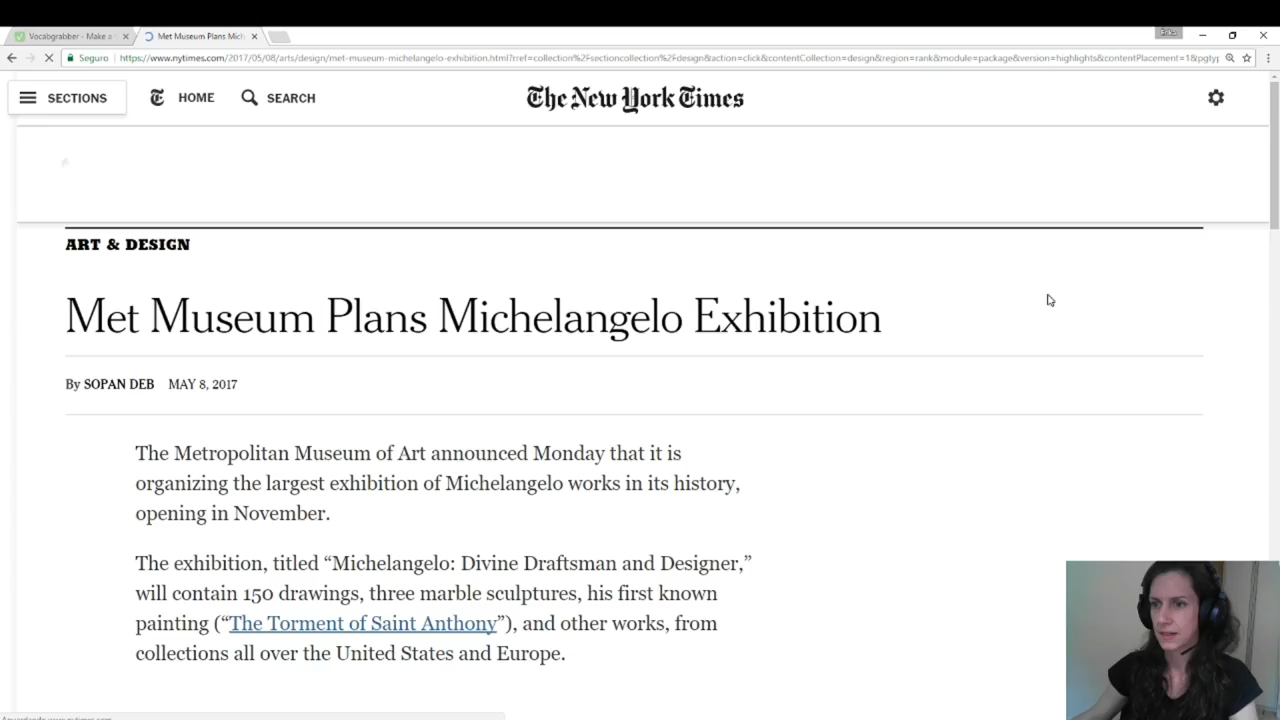 Vocabgrabber - Make a
Met Museum Plans Mich
Seguro
https://www.nytimes.com/2017/05/08/arts/design/met-museum-michelangelo-exhibition.html?rref=collection%2Fsectioncollection%2Fdesign&action=click&contentCollection=design&region=rank&module=package&version=highlights&contentPlacement=1&pgtyp
SECTIONS HOME SEARCH The New York Times
ART & DESIGN
Met Museum Plans Michelangelo Exhibition
By SOPAN DEB MAY 8, 2017
The Metropolitan Museum of Art announced Monday that it is
organizing the largest exhibition of Michelangelo works in its history,
opening in November.
The exhibition, titled “Michelangelo: Divine Draftsman and Designer,”
will contain 150 drawings, three marble sculptures, his first known
painting (“The Torment of Saint Anthony”), and other works, from
collections all over the United States and Europe.